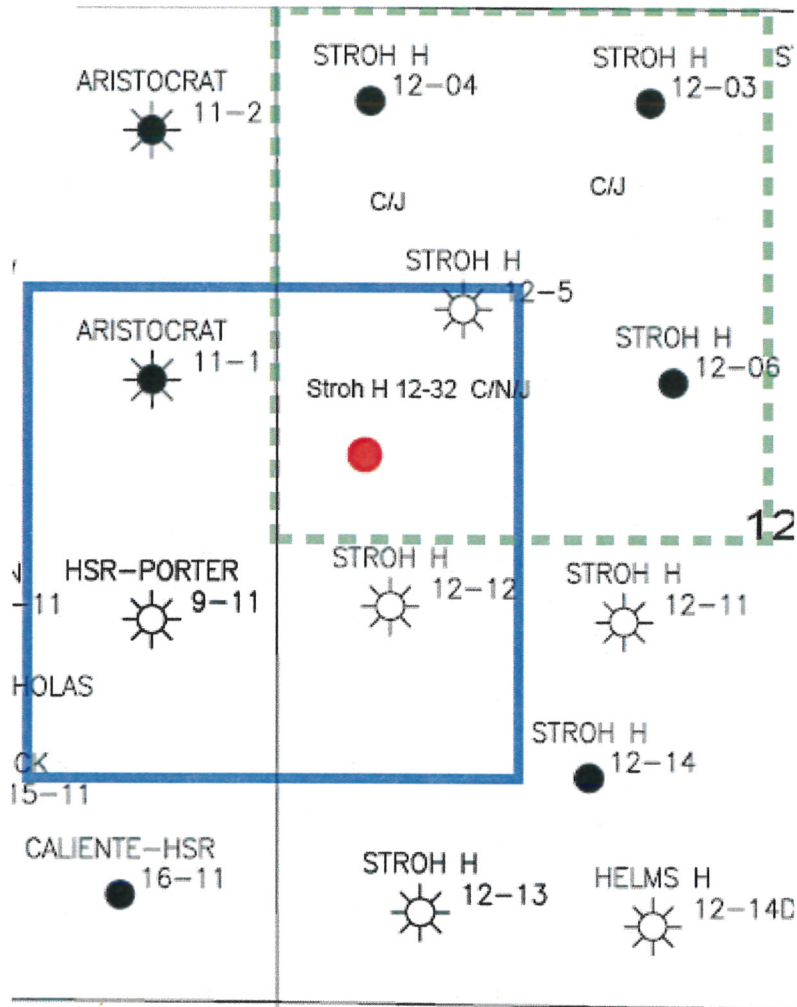 STROH H
12-04
STROH H
12-03
S
ARISTOCRAT
11-2
C/J
C/J
STROH H
12-5
ARISTOCRAT
11-1
STROH H
12-06
Stroh H 12-32 C/N/J
12
HSR-PORTER
9-11
STROH H
12-12
STROH H
12-11
-11
HOLAS
STROH H
12-14
CK
15-11
CALIENTE-HSR
16-11
STROH H
12-13
HELMS H
12-14D